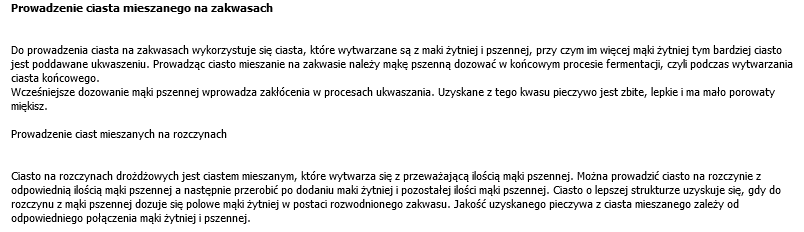 Prowadzenie ciasta mieszanego na zakwasach
Do prowadzenia ciasta na zakwasach wykorzystuje się ciasta, które wytwarzane są z maki żytniej i pszennej, przy czym im więcej mąki żytniej tym bardziej ciasto
jest poddawane ukwaszeniu. Prowadząc ciasto mieszanie na zakwasie należy mąkę pszenną dozować w końcowym procesie fermentacji, czyli podczas wytwarzania
ciasta końcowego.
Wcześniejsze dozowanie mąki pszennej wprowadza zakłócenia w procesach ukwaszania. Uzyskane z tego kwasu pieczywo jest zbite, lepkie i ma mało porowaty
miękisz.
Prowadzenie ciast mieszanych na rozczynach
Ciasto na rozczynach drożdżowych jest ciastem mieszanym, które wytwarza się z przeważającą ilością mąki pszennej. Można prowadzić ciasto na rozczynie z
odpowiednią ilością mąki pszennej a następnie przerobić po dodaniu maki żytniej i pozostałej ilości mąki pszennej. Ciasto o lepszej strukturze uzyskuje się, gdy do
rozczynu z mąki pszennej dozuje się polowe mąki żytniej w postaci rozwodnionego zakwasu. Jakość uzyskanego pieczywa z ciasta mieszanego zależy od
odpowiedniego połączenia mąki żytniej i pszennej.